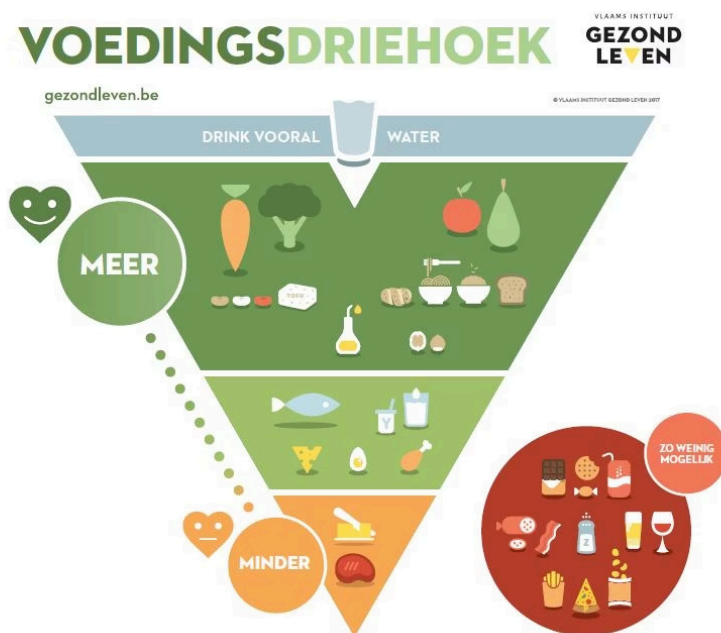 VLAAMS INSTITUUT
GEZOND
LEVEN
VOEDINGSDRIEHOEK
gezondleven.be
© VLAAMS INSTITUUT GEZOND LEVEN 2017
DRINK VOORAL WATER
MEER
TOFU
Y
ZO WEINIG
MOGELIJK
Z
MINDER